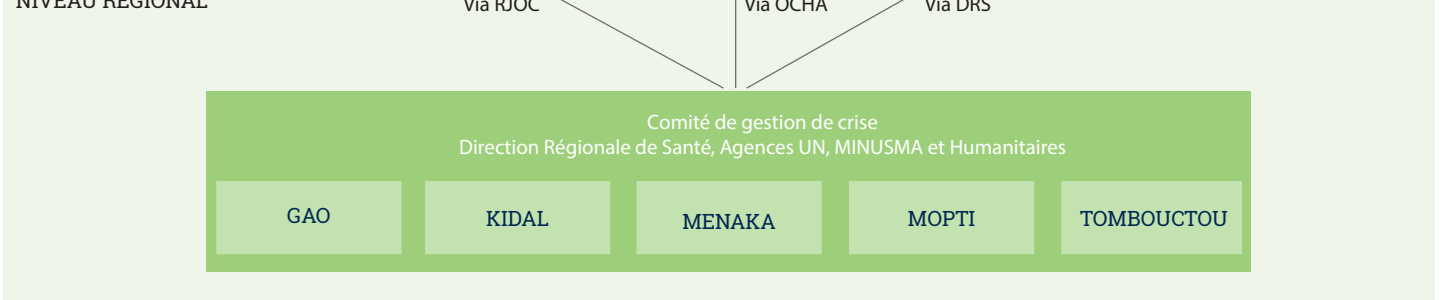 NIVEAU RÉGIONAL
Via RJOC
Via OCHA
Via DRS
Comité de gestion de crise
Direction Régionale de Santé, Agences UN, MINUSMA et Humanitaires
GAO
KIDAL
MENAKA
MOPTI
TOMBOUCTOU